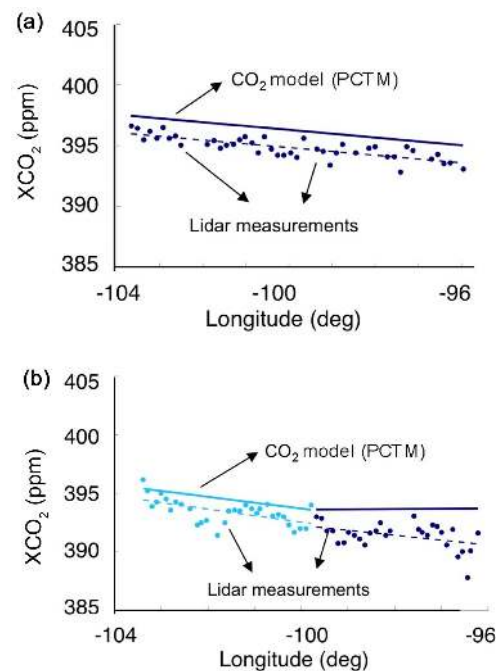 (a)
405
400
395
390
385
XCO₂ (ppm)
CO₂ model (PCTM)
Lidar measurements
-104
-100
-96
Longitude (deg)
(b)
405
400
395
390
385
XCO₂ (ppm)
CO₂ model (PCTM)
Lidar measurements
-104
-100
-96
Longitude (deg)